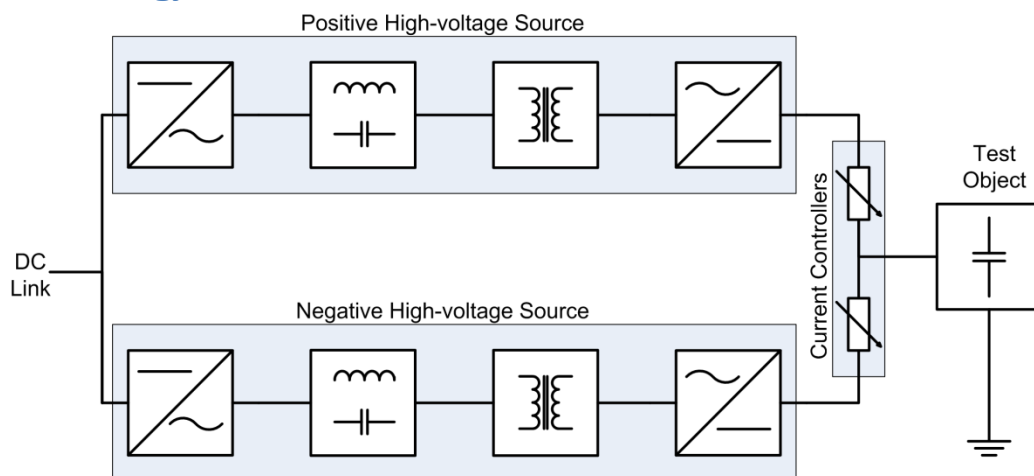 Positive High-voltage Source
Test
Object
Current Controllers
DC
Link
Negative High-voltage Source